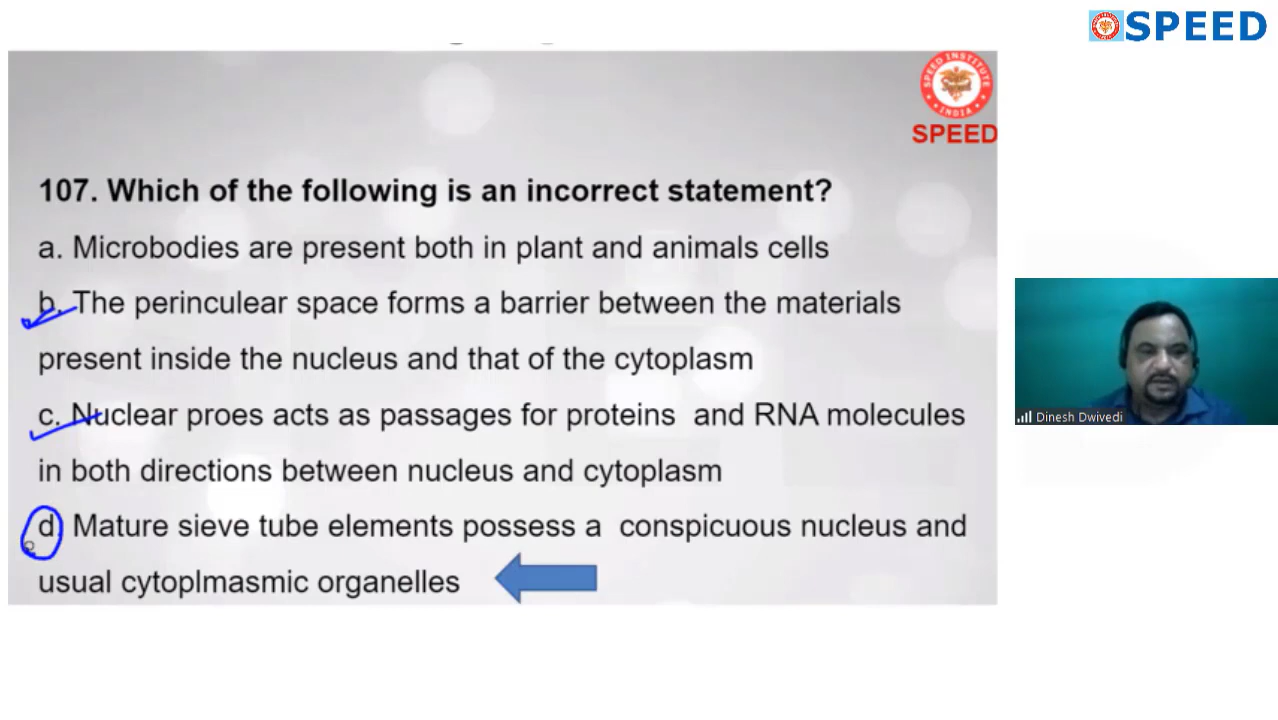 SPEED
SPEED INSTITUTE
INDIA
SPEED
107. Which of the following is an incorrect statement?
a. Microbodies are present both in plant and animals cells
b. The perinculear space forms a barrier between the materials
present inside the nucleus and that of the cytoplasm
c. Nuclear proes acts as passages for proteins and RNA molecules
in both directions between nucleus and cytoplasm
d. Mature sieve tube elements possess a conspicuous nucleus and
usual cytoplmasmic organelles
Dinesh Dwivedi